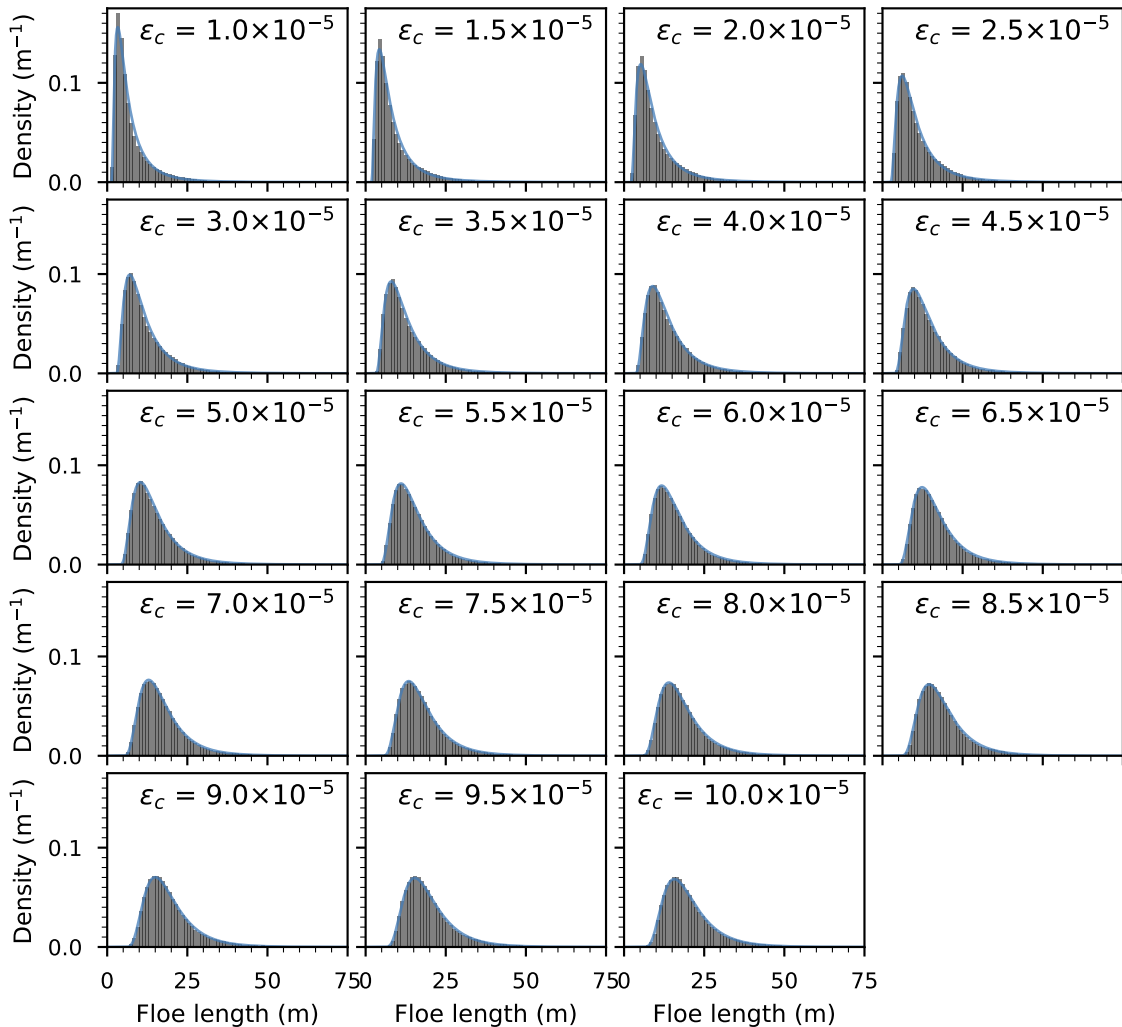 Density (m⁻¹)
0.1
0.0
ε_c = 1.0×10⁻⁵
ε_c = 1.5×10⁻⁵
ε_c = 2.0×10⁻⁵
ε_c = 2.5×10⁻⁵
Density (m⁻¹)
0.1
0.0
ε_c = 3.0×10⁻⁵
ε_c = 3.5×10⁻⁵
ε_c = 4.0×10⁻⁵
ε_c = 4.5×10⁻⁵
Density (m⁻¹)
0.1
0.0
ε_c = 5.0×10⁻⁵
ε_c = 5.5×10⁻⁵
ε_c = 6.0×10⁻⁵
ε_c = 6.5×10⁻⁵
Density (m⁻¹)
0.1
0.0
ε_c = 7.0×10⁻⁵
ε_c = 7.5×10⁻⁵
ε_c = 8.0×10⁻⁵
ε_c = 8.5×10⁻⁵
Density (m⁻¹)
0.1
0.0
ε_c = 9.0×10⁻⁵
ε_c = 9.5×10⁻⁵
ε_c = 10.0×10⁻⁵
0 25 50 75
0 25 50 75
0 25 50 75
Floe length (m)
Floe length (m)
Floe length (m)